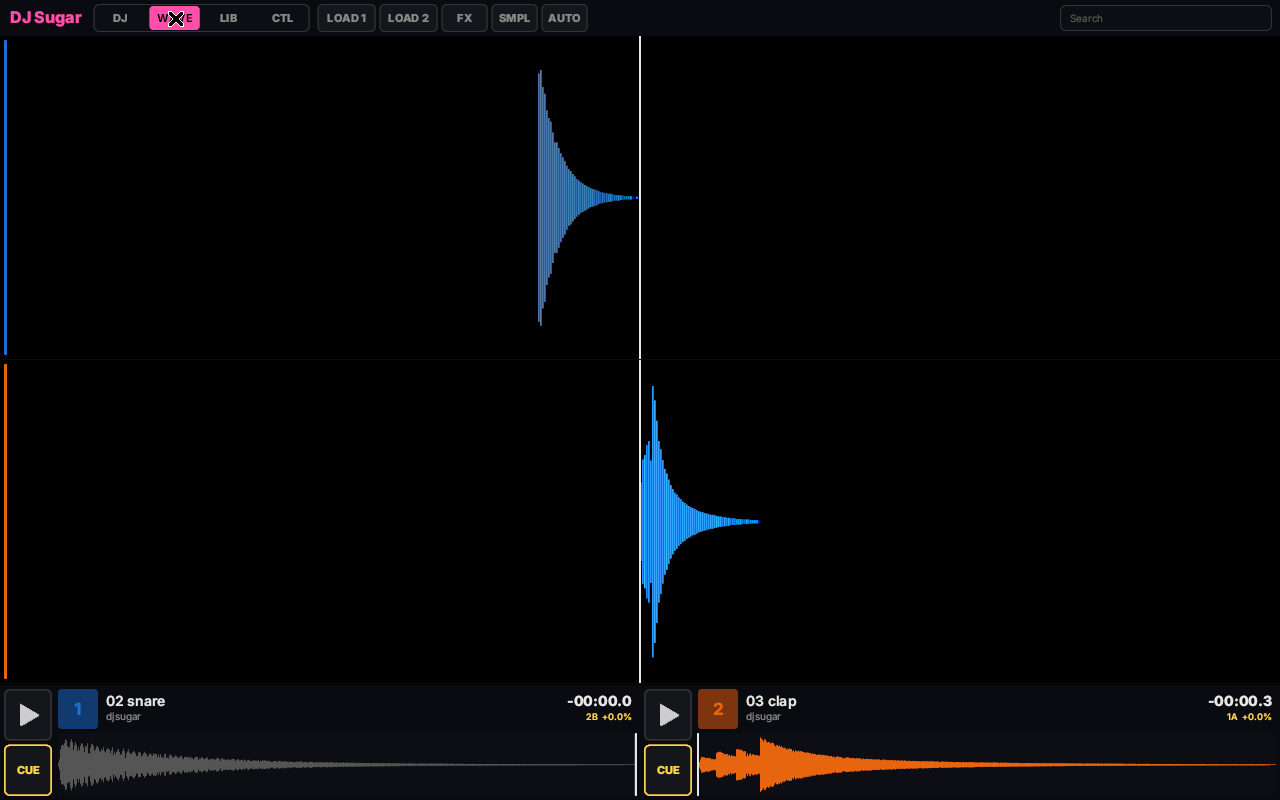 DJ Sugar
DJ
LIB
CTL
LOAD 1
LOAD 2
FX
SMPL
AUTO
Search
1
02 snare
djsugar
-00:00.0
2B +0.0%
CUE
2
03 clap
djsugar
-00:00.3
1A +0.0%
CUE